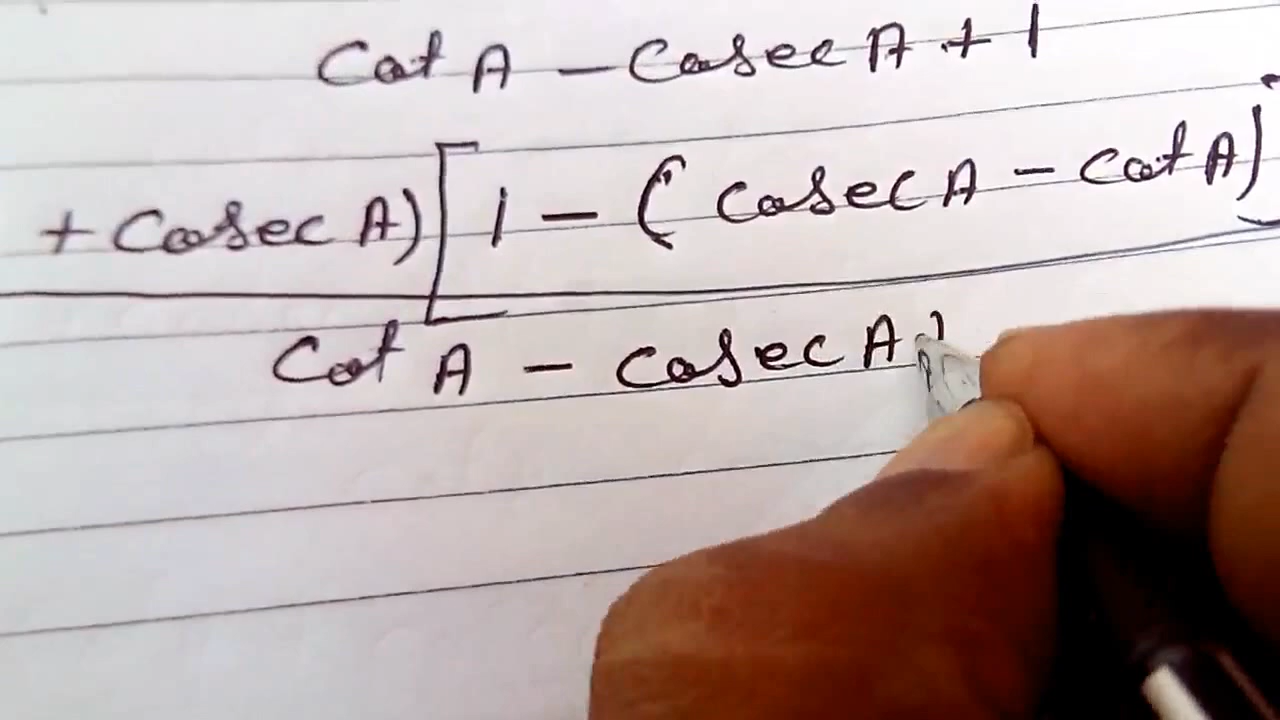 Cot A - Cosec A + 1
+ Cosec A) [ 1 - ( Cosec A - Cot A)
Cot A - Cosec A